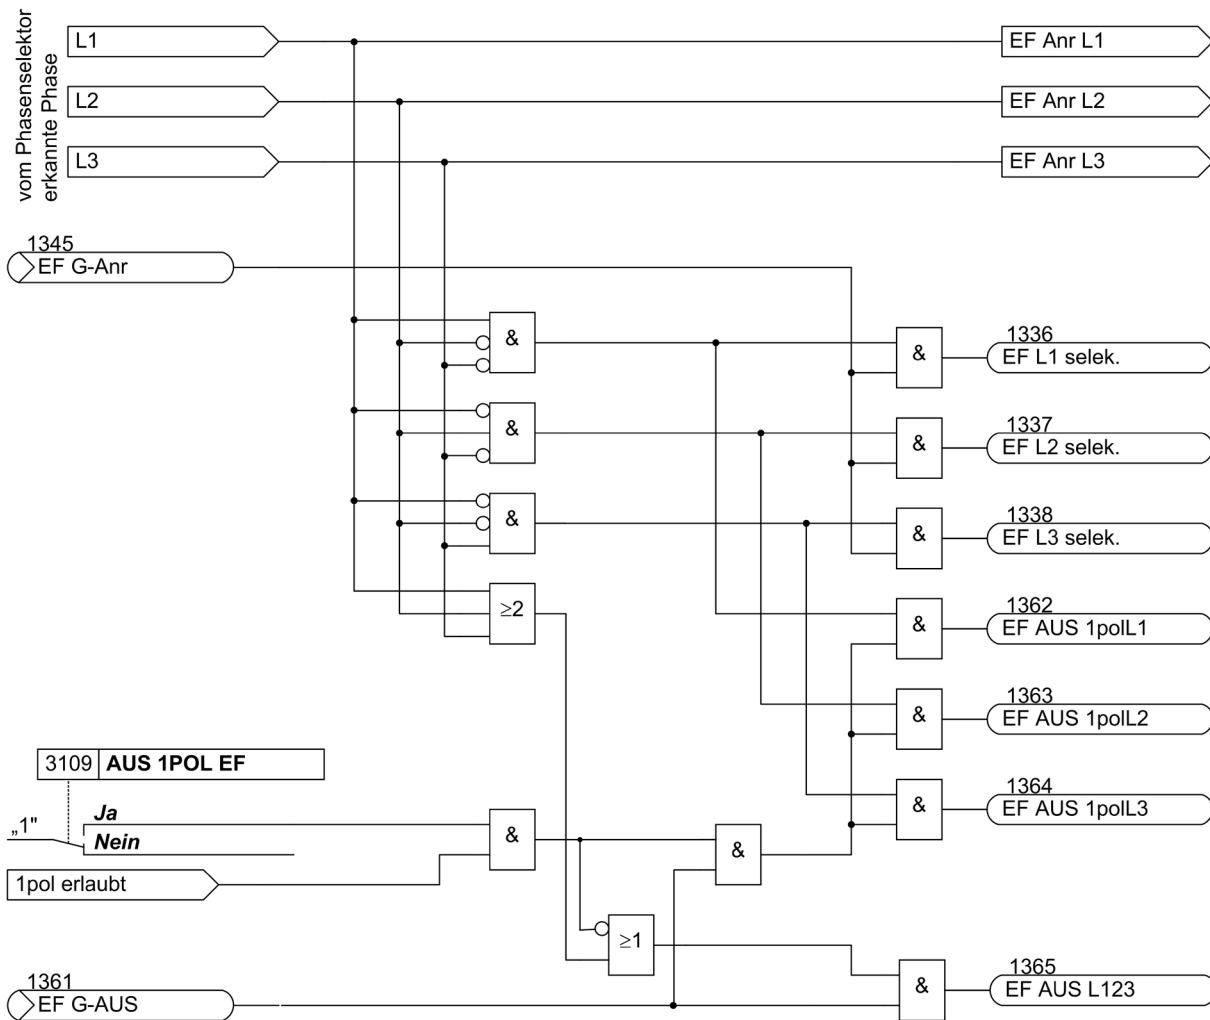 vom Phasenselektor
erkannte Phase
L1
EF Anr L1
L2
EF Anr L2
L3
EF Anr L3
1345
EF G-Anr
&
&
1336
EF L1 selek.
&
&
1337
EF L2 selek.
&
&
1338
EF L3 selek.
≥2
&
1362
EF AUS 1polL1
&
1363
EF AUS 1polL2
3109 AUS 1POL EF
&
1364
EF AUS 1polL3
„1"
Ja
Nein
&
&
1pol erlaubt
≥1
1361
EF G-AUS
&
1365
EF AUS L123